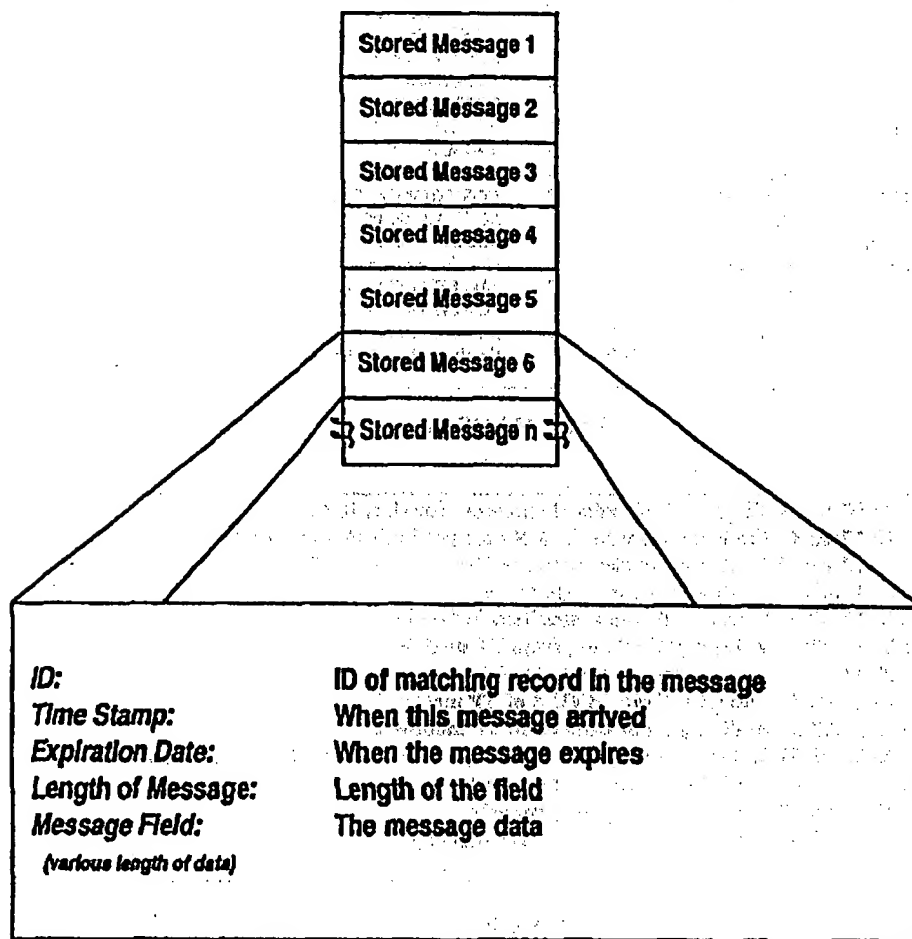 Stored Message 1
Stored Message 2
Stored Message 3
Stored Message 4
Stored Message 5
Stored Message 6
Stored Message n
ID: ID of matching record in the message
Time Stamp: When this message arrived
Expiration Date: When the message expires
Length of Message: Length of the field
Message Field: The message data
(various length of data)